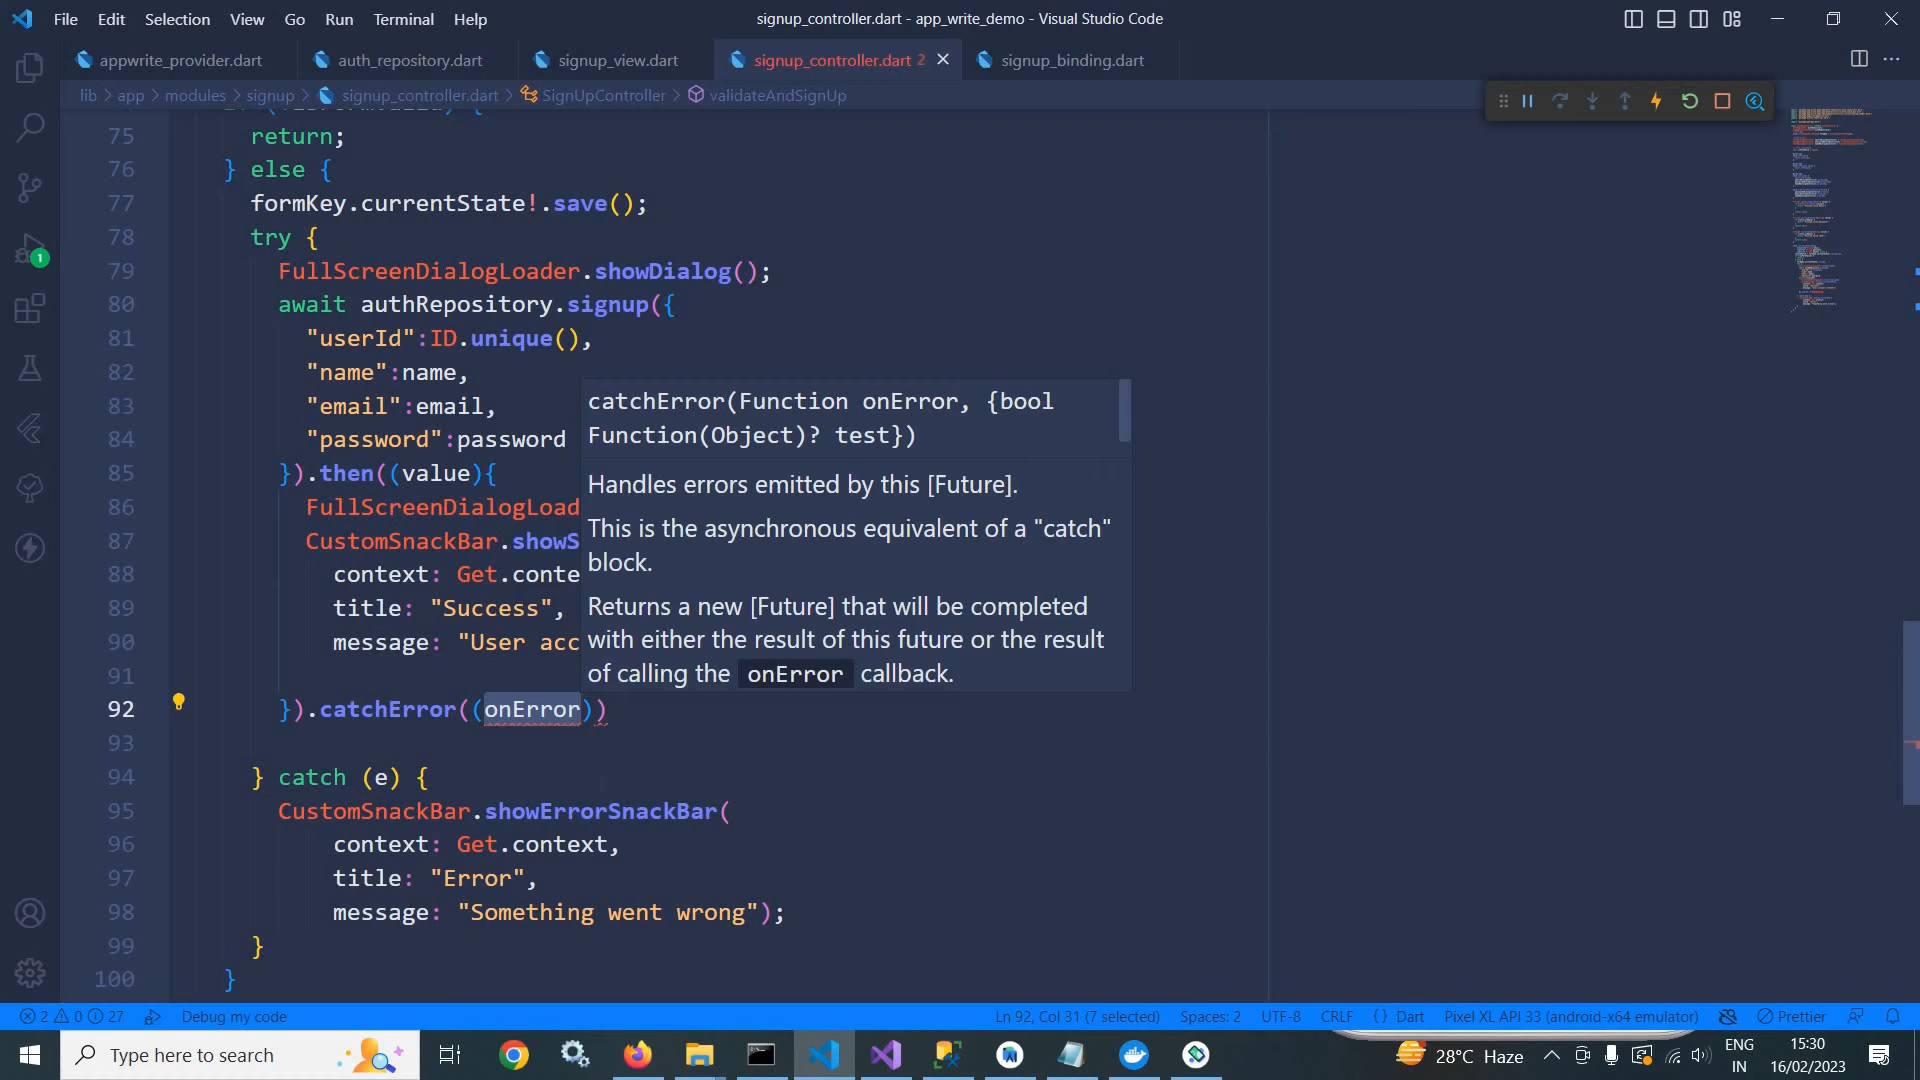 File Edit Selection View Go Run Terminal Help
signup_controller.dart - app_write_demo - Visual Studio Code
appwrite_provider.dart
auth_repository.dart
signup_view.dart
signup_controller.dart 2
signup_binding.dart
lib > app > modules > signup > signup_controller.dart > SignUpController > validateAndSignUp
75 return;
76 } else {
77 formKey.currentState!.save();
78 try {
79 FullScreenDialogLoader.showDialog();
80 await authRepository.signup({
81 "userId":ID.unique(),
82 "name":name,
83 "email":email,
84 "password":password
85 }).then((value){
86 FullScreenDialogLoad
87 CustomSnackBar.showS
88 context: Get.conte
89 title: "Success",
90 message: "User acc
91
92 }).catchError((onError))
93
94 } catch (e) {
95 CustomSnackBar.showErrorSnackBar(
96 context: Get.context,
97 title: "Error",
98 message: "Something went wrong");
99 }
100 }
catchError(Function onError, {bool
Function(Object)? test})
Handles errors emitted by this [Future].
This is the asynchronous equivalent of a "catch"
block.
Returns a new [Future] that will be completed
with either the result of this future or the result
of calling the onError callback.
1
2 0 27 Debug my code
Ln 92, Col 31 (7 selected) Spaces: 2 UTF-8 CRLF {} Dart Pixel XL API 33 (android-x64 emulator) Prettier
Type here to search
28°C Haze
ENG
IN
15:30
16/02/2023